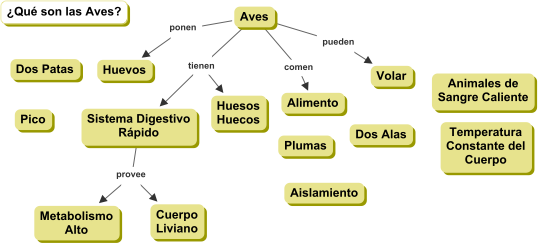 ¿Qué son las Aves?
Aves
ponen
pueden
tienen
comen
Dos Patas
Huevos
Volar
Animales de
Sangre Caliente
Pico
Sistema Digestivo
Rápido
Huesos
Huecos
Alimento
Plumas
Dos Alas
Temperatura
Constante del
Cuerpo
provee
Aislamiento
Metabolismo
Alto
Cuerpo
Liviano